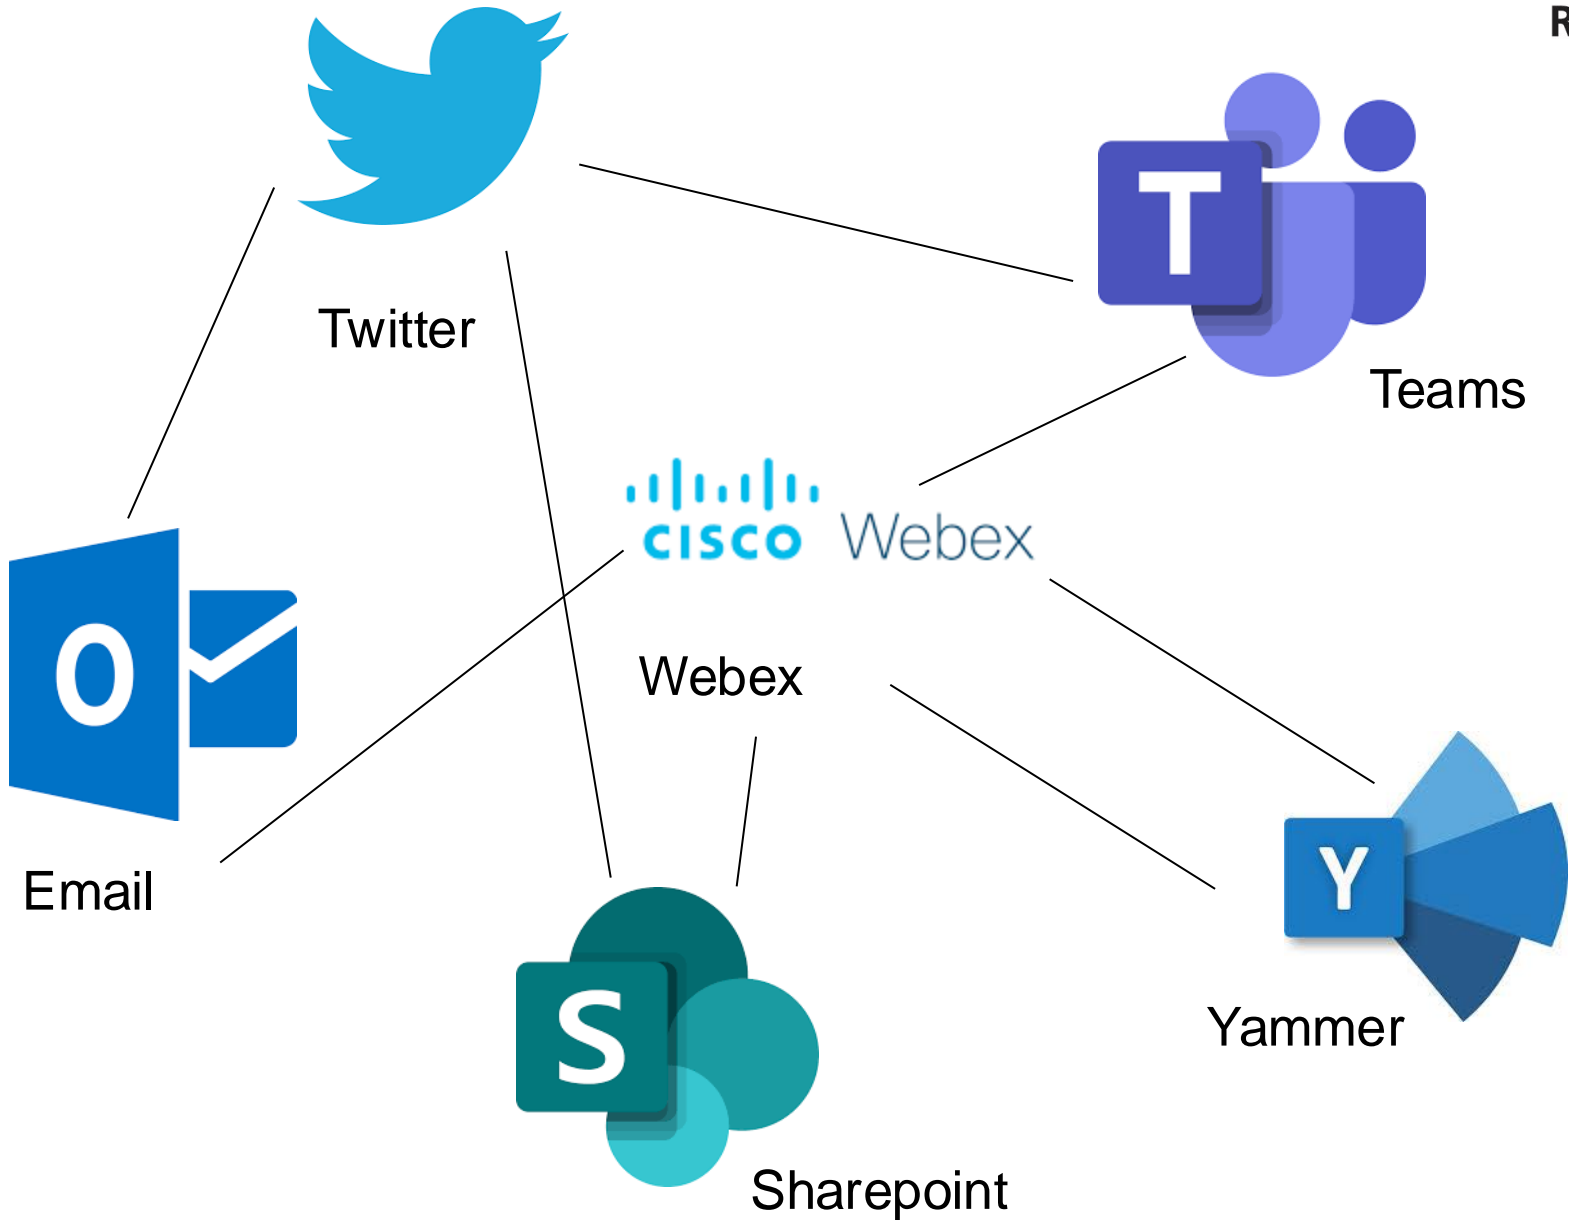 R
T
Twitter
Teams
CISCO Webex
O
Webex
Email
Y
S
Yammer
Sharepoint